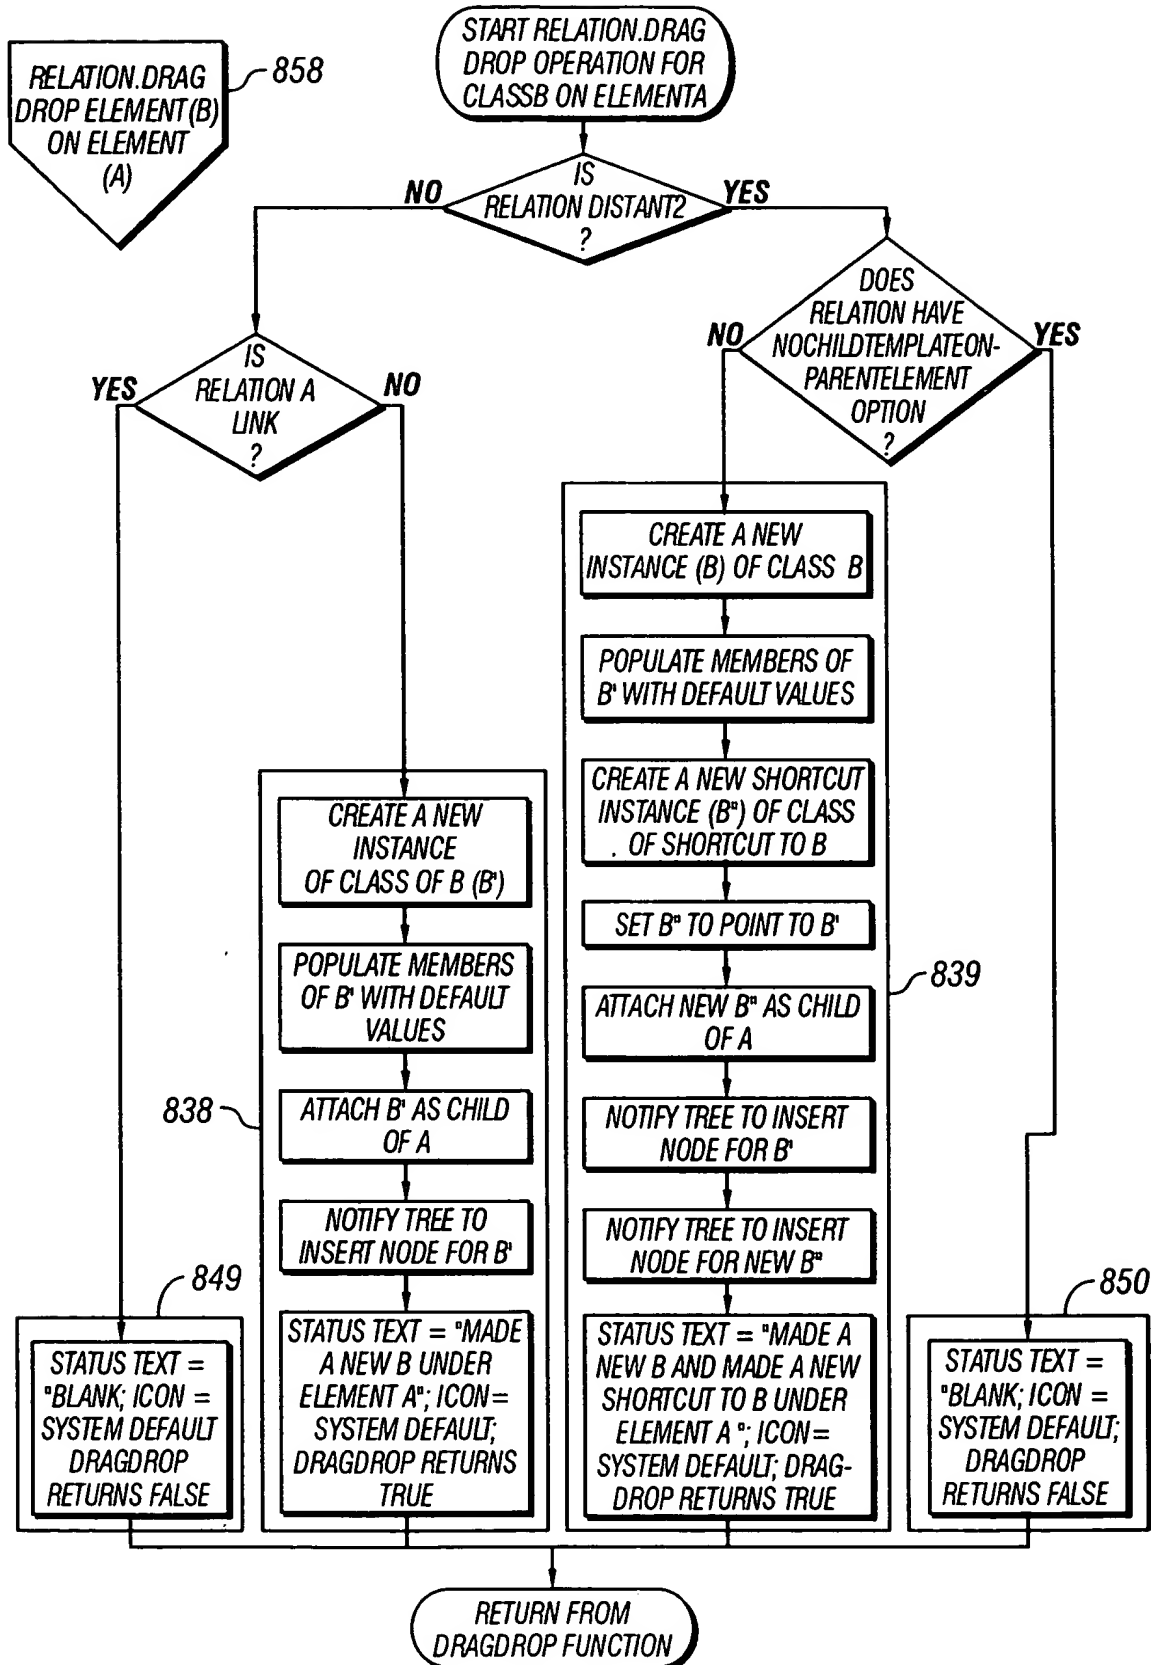 START RELATION.DRAG
DROP OPERATION FOR
CLASSB ON ELEMENTA
RELATION.DRAG
DROP ELEMENT(B)
ON ELEMENT
(A)
858
IS
RELATION DISTANT2
?
NO
YES
DOES
RELATION HAVE
NOCHILDTEMPLATEON-
PARENTELEMENT
OPTION
?
NO
YES
IS
RELATION A
LINK
?
YES
NO
CREATE A NEW
INSTANCE (B) OF CLASS B
POPULATE MEMBERS OF
B' WITH DEFAULT VALUES
CREATE A NEW SHORTCUT
INSTANCE (B") OF CLASS
OF SHORTCUT TO B
SET B" TO POINT TO B'
ATTACH NEW B" AS CHILD
OF A
NOTIFY TREE TO INSERT
NODE FOR B'
NOTIFY TREE TO INSERT
NODE FOR NEW B"
STATUS TEXT = "MADE A
NEW B AND MADE A NEW
SHORTCUT TO B UNDER
ELEMENT A "; ICON=
SYSTEM DEFAULT; DRAG-
DROP RETURNS TRUE
839
CREATE A NEW
INSTANCE
OF CLASS OF B (B')
POPULATE MEMBERS
OF B' WITH DEFAULT
VALUES
ATTACH B' AS CHILD
OF A
NOTIFY TREE TO
INSERT NODE FOR B'
STATUS TEXT = "MADE
A NEW B UNDER
ELEMENT A"; ICON=
SYSTEM DEFAULT;
DRAGDROP RETURNS
TRUE
838
849
STATUS TEXT =
"BLANK; ICON =
SYSTEM DEFAULT
DRAGDROP
RETURNS FALSE
850
STATUS TEXT =
"BLANK; ICON =
SYSTEM DEFAULT;
DRAGDROP
RETURNS FALSE
RETURN FROM
DRAGDROP FUNCTION